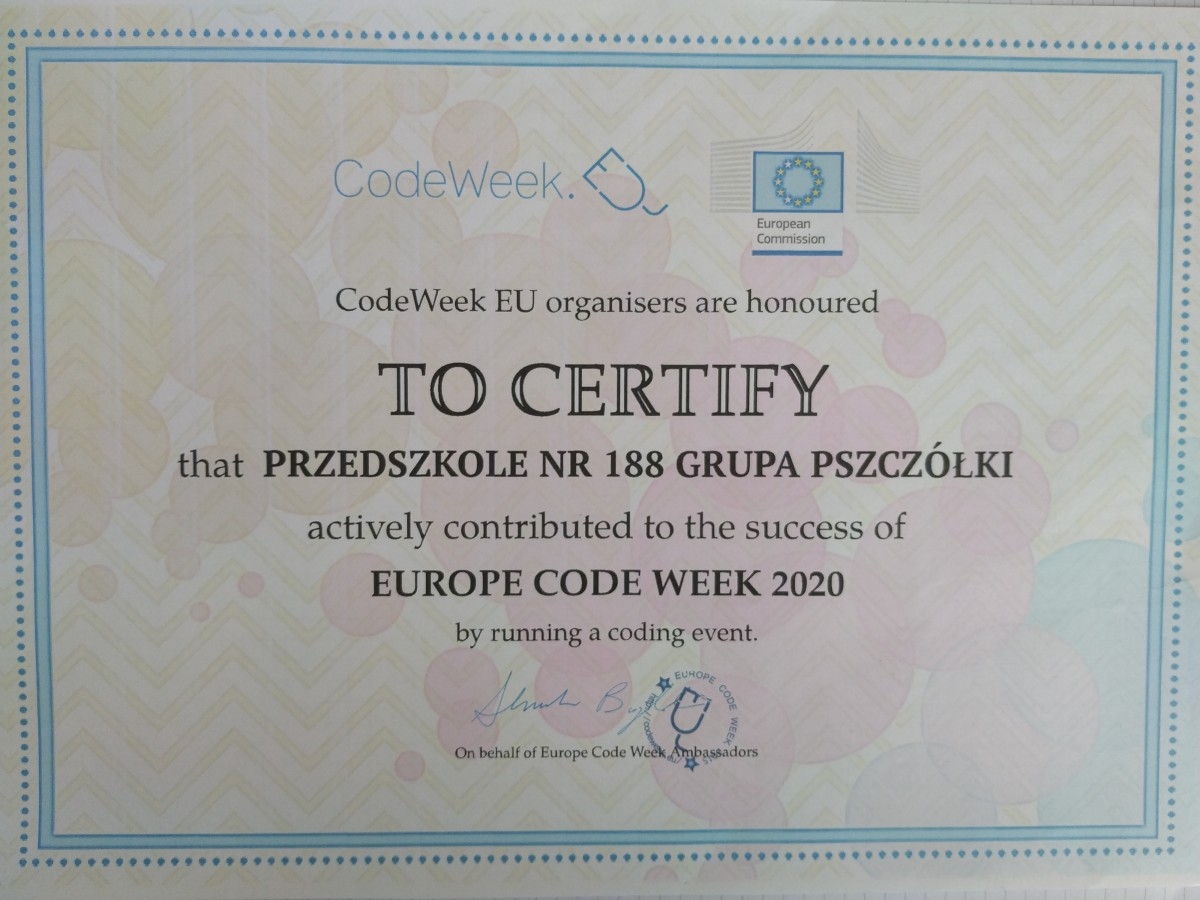 CodeWeek.EU
European
Commission
CodeWeek EU organisers are honoured
TO CERTIFY
that PRZEDSZKOLE NR 188 GRUPA PSZCZÓŁKI
actively contributed to the success of
EUROPE CODE WEEK 2020
by running a coding event.
EUROPE CODE WEEK 2015
On behalf of Europe Code Week Ambassadors